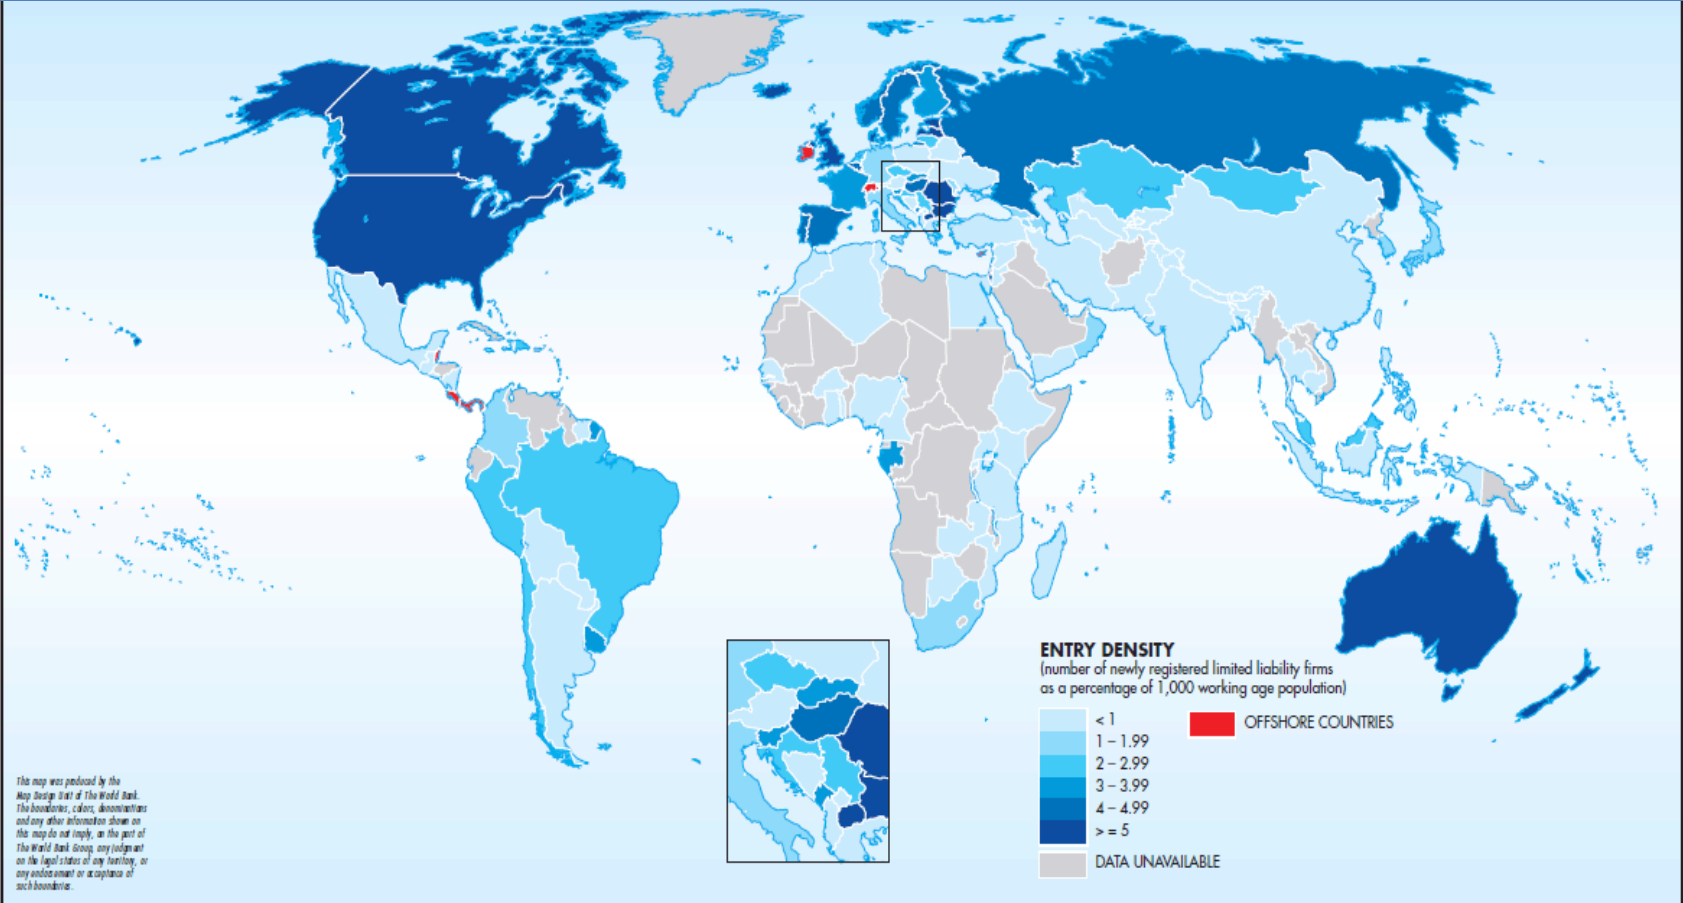 ENTRY DENSITY
(number of newly registered limited liability firms
as a percentage of 1,000 working age population)
< 1
1 – 1.99
2 – 2.99
3 – 3.99
4 – 4.99
> = 5
DATA UNAVAILABLE
OFFSHORE COUNTRIES
This map was produced by the
Map Design Unit of The World Bank.
The boundaries, colors, denominations
and any other information shown on
this map do not imply, on the part of
The World Bank Group, any judgment
on the legal status of any territory, or
any endorsement or acceptance of
such boundaries.